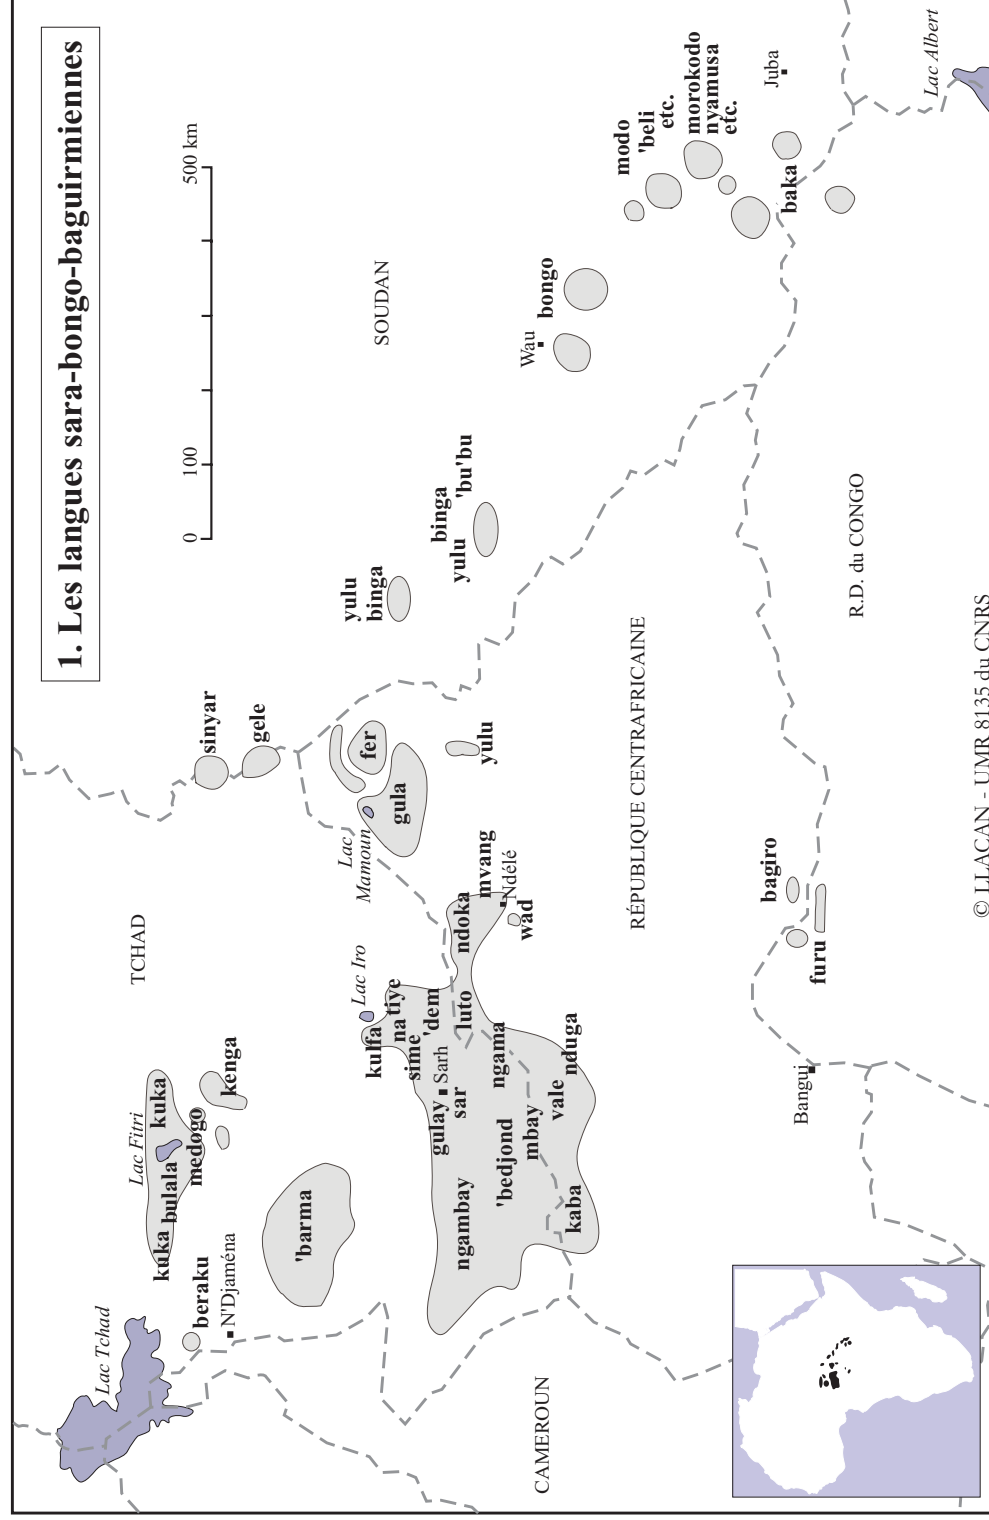 1. Les langues sara-bongo-baguirmiennes
0
100
500 km
Lac Tchad
Lac Fitri
TCHAD
kuka
bulala
kuka
medogo
kenga
beraku
N'Djaména
'barma
sinyar
gele
SOUDAN
Lac
Mamoun
fer
gula
yulu
yulu
binga
binga
yulu
'bu'bu
Wau
bongo
modo
'beli
etc.
morokodo
nyamusa
etc.
Juba
baka
Lac Albert
Lac Iro
kulfa
na
tiye
sime
'dem
Sarh
luto
ndoka
mvang
Ndélé
wad
gulay
sar
ngama
ngambay
'bedjond
mbay
vale
nduga
kaba
CAMEROUN
RÉPUBLIQUE CENTRAFRICAINE
bagiro
furu
Bangui
R.D. du CONGO
© LLACAN - UMR 8135 du CNRS